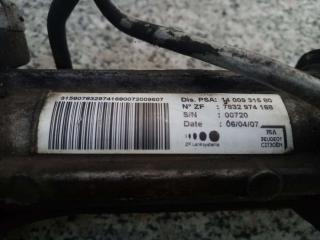 3159078329741690072009607
Dis. PSA: 14 009 315 80
N° ZF : 7832 974 168
S/N : 00720
Date : 06/04/07
ZF Lenksysteme
PSA
PEUGEOT
CITROËN